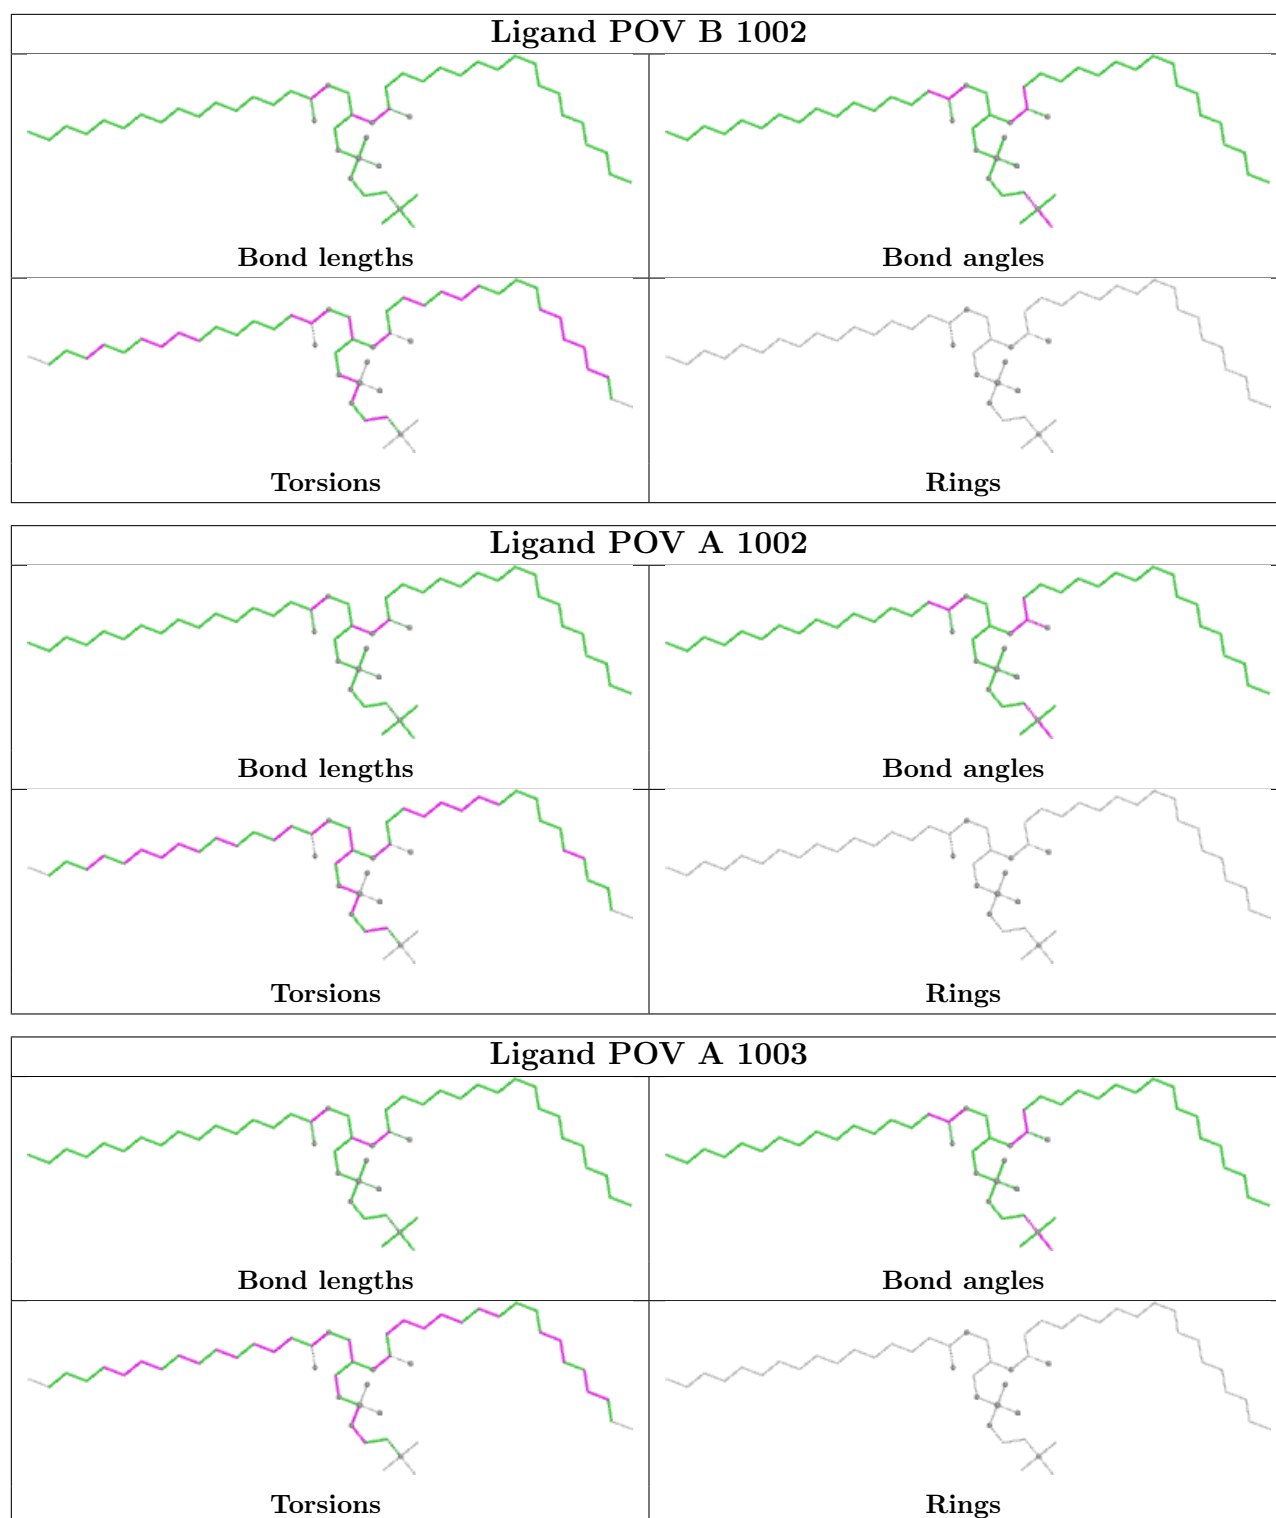 Ligand POV B 1002
Bond lengths
Bond angles
Torsions
Rings
Ligand POV A 1002
Bond lengths
Bond angles
Torsions
Rings
Ligand POV A 1003
Bond lengths
Bond angles
Torsions
Rings